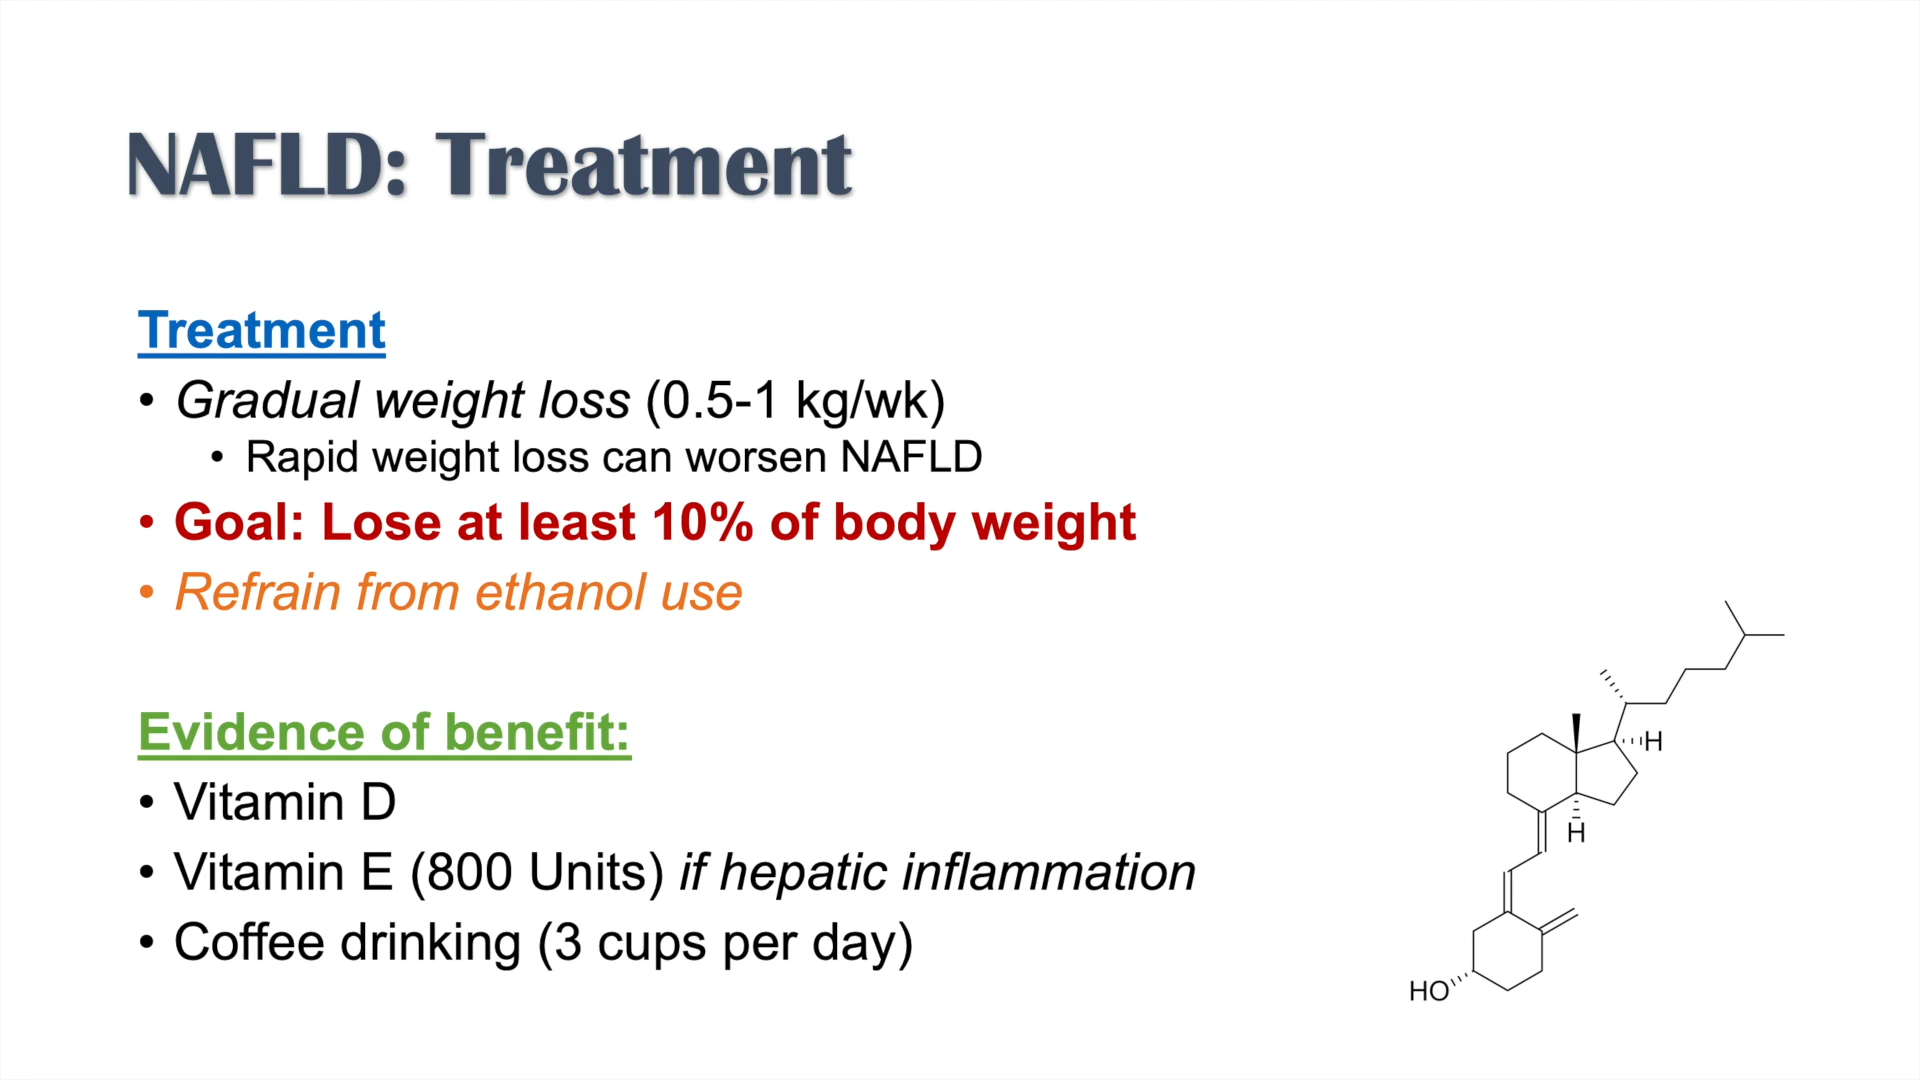 NAFLD: Treatment
Treatment
• Gradual weight loss (0.5-1 kg/wk)
• Rapid weight loss can worsen NAFLD
• Goal: Lose at least 10% of body weight
• Refrain from ethanol use
Evidence of benefit:
• Vitamin D
• Vitamin E (800 Units) if hepatic inflammation
• Coffee drinking (3 cups per day)
H
H
HO